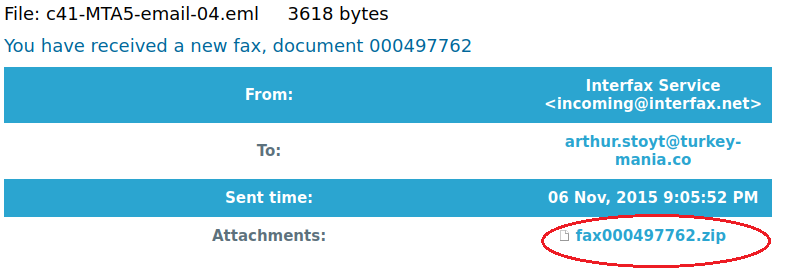 File: c41-MTA5-email-04.eml 3618 bytes
You have received a new fax, document 000497762
From: Interfax Service
<incoming@interfax.net>
To: arthur.stoyt@turkey-
mania.co
Sent time: 06 Nov, 2015 9:05:52 PM
Attachments: fax000497762.zip